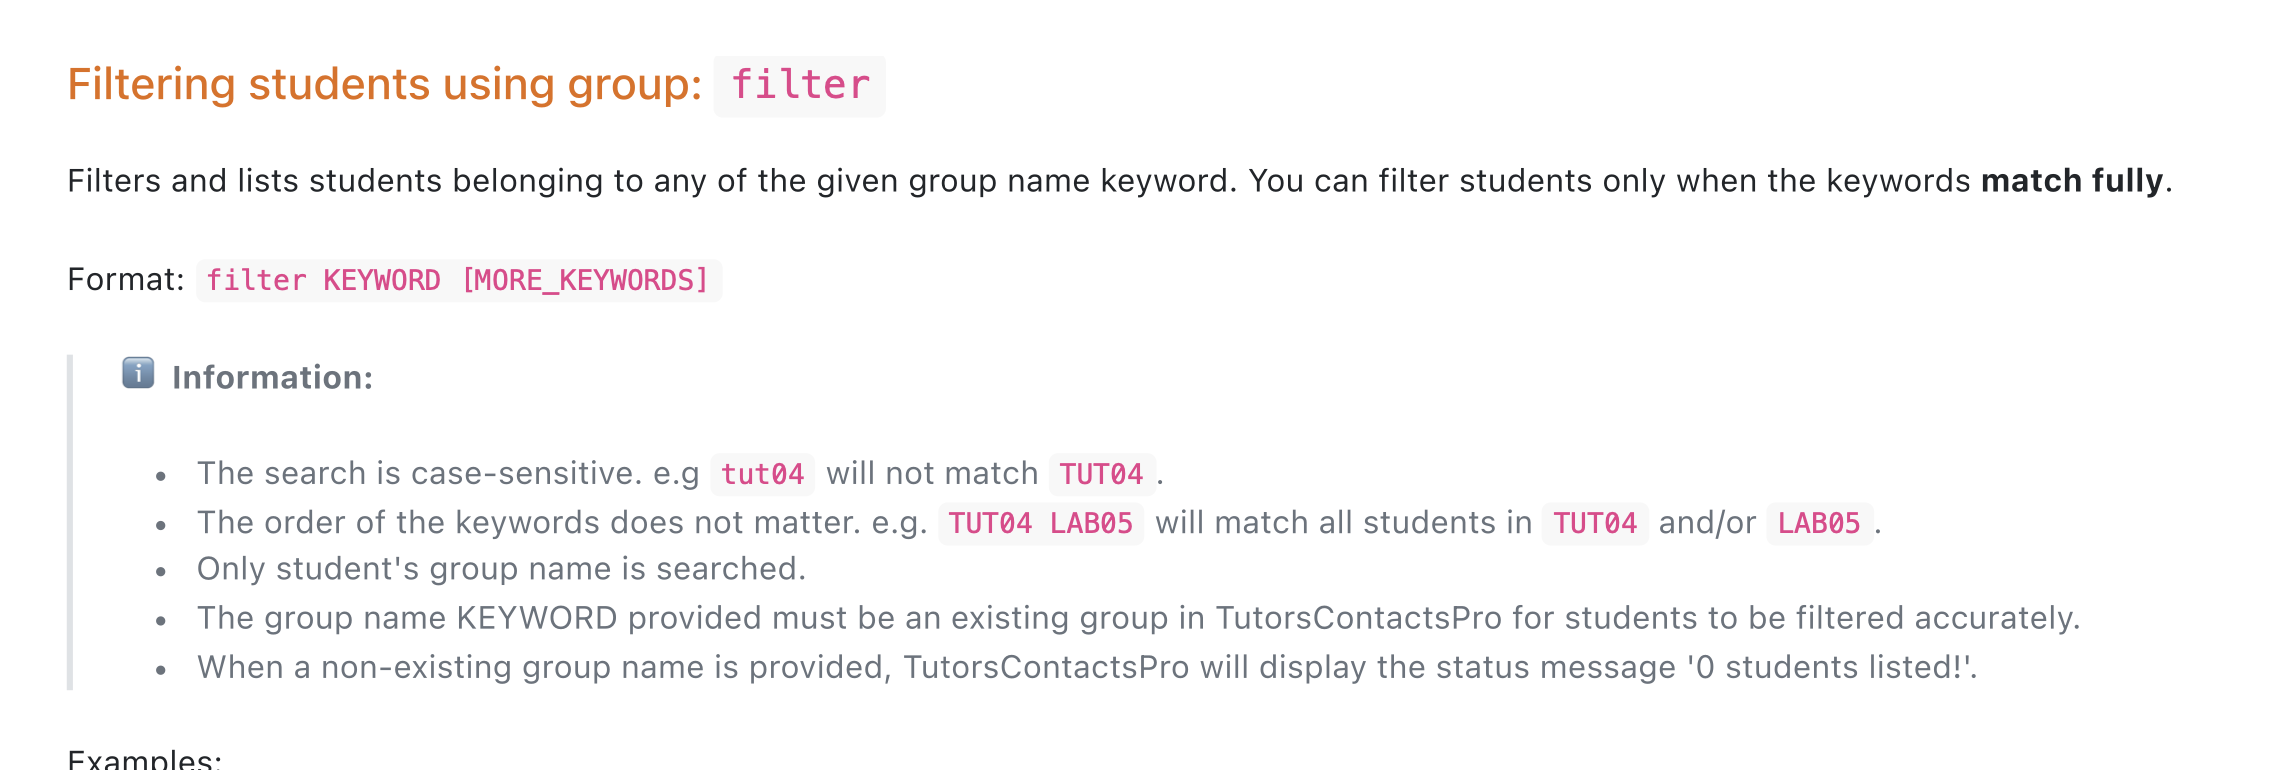 Filtering students using group: filter
Filters and lists students belonging to any of the given group name keyword. You can filter students only when the keywords match fully.
Format: filter KEYWORD [MORE_KEYWORDS]
i Information:
• The search is case-sensitive. e.g tut04 will not match TUT04.
• The order of the keywords does not matter. e.g. TUT04 LAB05 will match all students in TUT04 and/or LAB05.
• Only student's group name is searched.
• The group name KEYWORD provided must be an existing group in TutorsContactsPro for students to be filtered accurately.
• When a non-existing group name is provided, TutorsContactsPro will display the status message '0 students listed!'.
Examples: